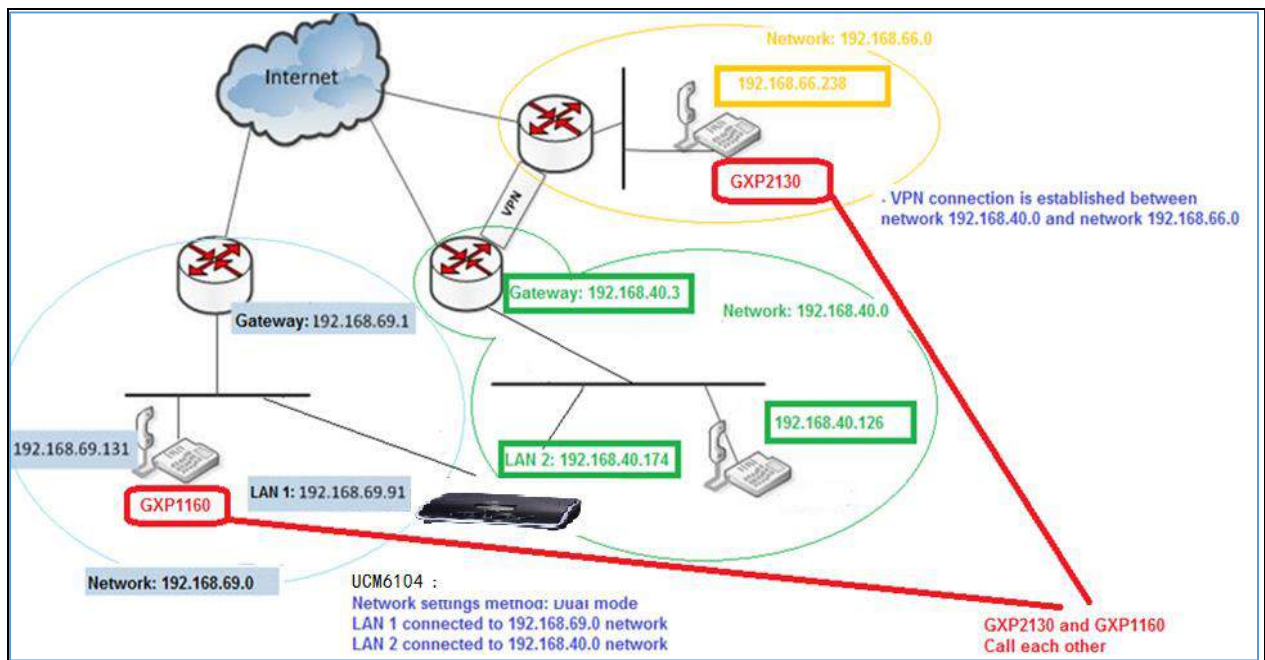 Internet
Network: 192.168.66.0
192.168.66.238
GXP2130
- VPN connection is established between
network 192.168.40.0 and network 192.168.66.0
VPN
Gateway: 192.168.40.3
Network: 192.168.40.0
Gateway: 192.168.69.1
192.168.40.126
192.168.69.131
LAN 2: 192.168.40.174
LAN 1: 192.168.69.91
GXP1160
Network: 192.168.69.0
UCM6104 :
Network settings method: Dual mode
LAN 1 connected to 192.168.69.0 network
LAN 2 connected to 192.168.40.0 network
GXP2130 and GXP1160
Call each other